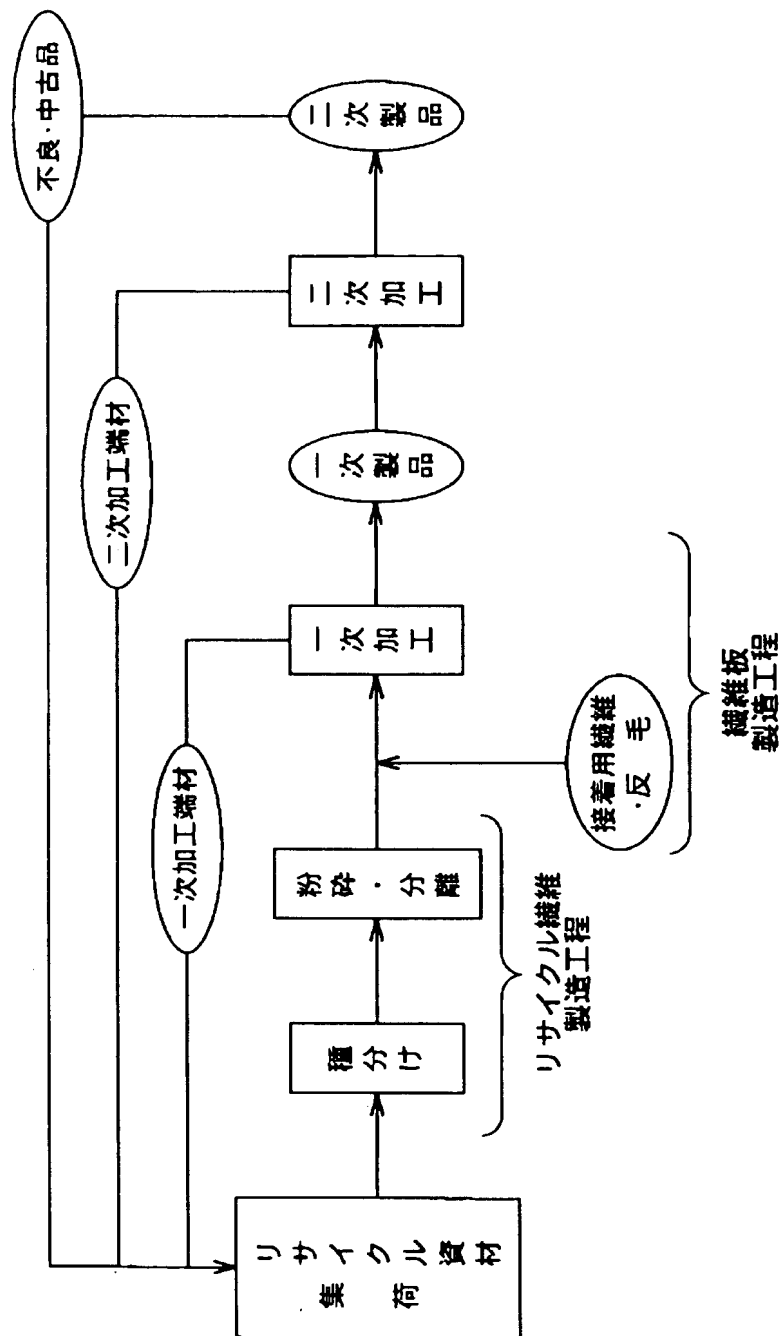 リサイクル資材
集荷
種分け
粉砕・分離
リサイクル繊維
製造工程
接着用繊維
・反毛
繊維板
製造工程
一次加工
一次加工端材
一次製品
二次加工
二次加工端材
二次製品
不良・中古品